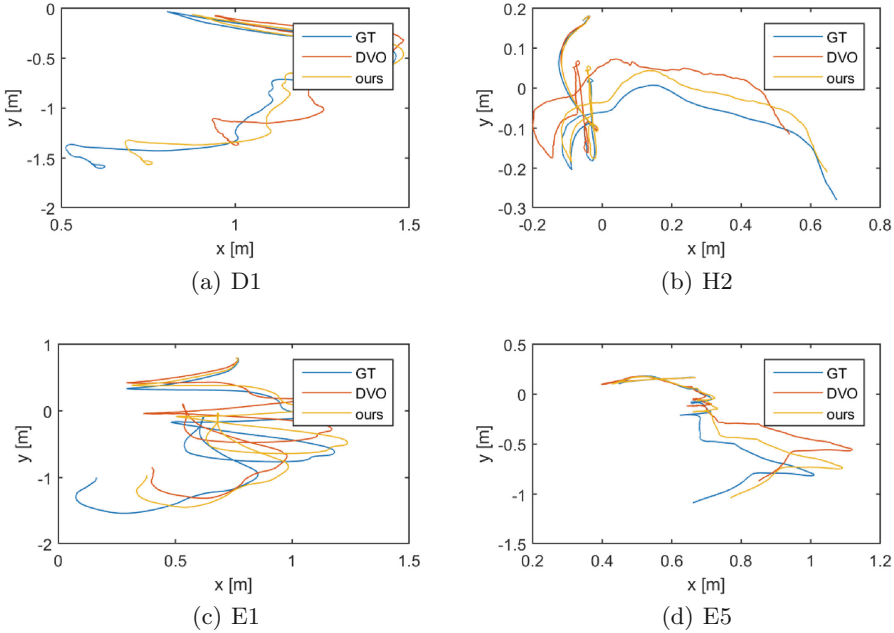 0
-0.5
-1
-1.5
-2
y [m]
0.5
1
1.5
x [m]
GT
DVO
ours
(a) D1
0.2
0.1
0
-0.1
-0.2
-0.3
y [m]
-0.2
0
0.2
0.4
0.6
0.8
x [m]
GT
DVO
ours
(b) H2
1
0
-1
-2
y [m]
0
0.5
1
1.5
x [m]
GT
DVO
ours
(c) E1
0.5
0
-0.5
-1
-1.5
y [m]
0.2
0.4
0.6
0.8
1
1.2
x [m]
GT
DVO
ours
(d) E5